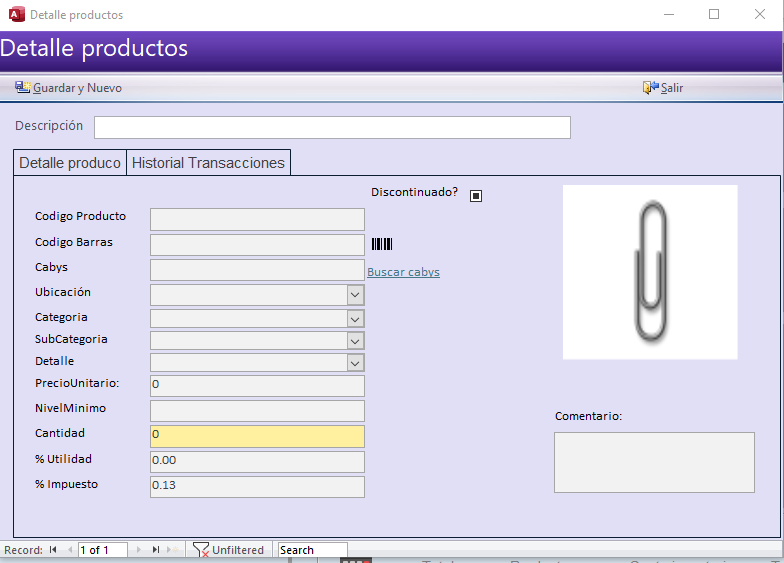 Detalle productos
Detalle productos
Guardar y Nuevo Salir
Descripción
Detalle produco Historial Transacciones
Discontinuado?
Codigo Producto
Codigo Barras
Cabys Buscar cabys
Ubicación
Categoria
SubCategoria
Detalle
PrecioUnitario: 0
NivelMinimo
Cantidad 0
% Utilidad 0.00
% Impuesto 0.13
Comentario:
Record: 1 of 1 Unfiltered Search